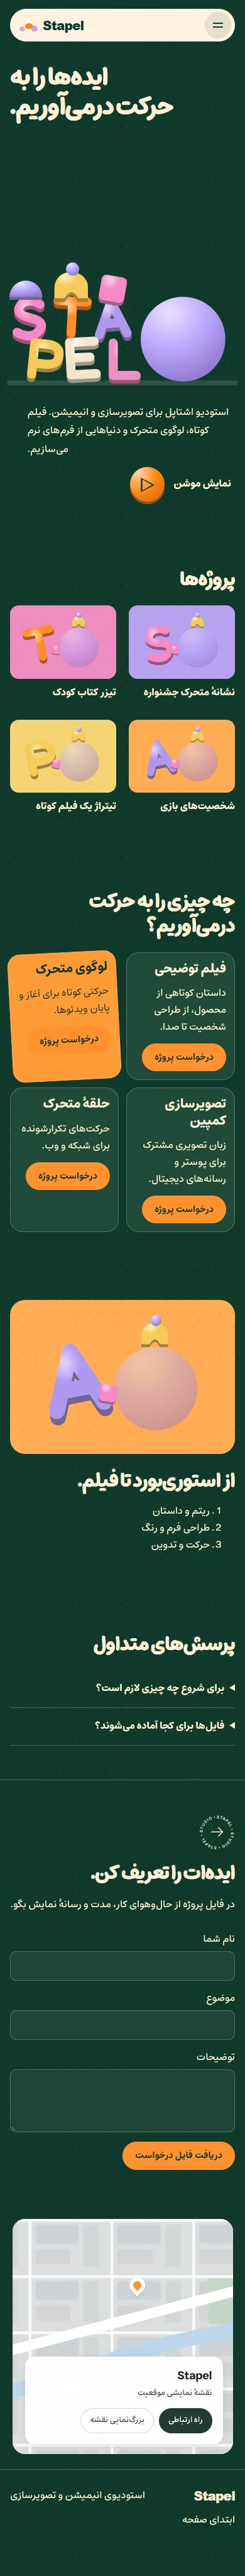 Stapel
ایده‌ها را به
حرکت درمی‌آوریم.
STA
PEL
استودیو اشتاپل برای تصویرسازی و انیمیشن. فیلم
کوتاه، لوگوی متحرک و دنیاهایی از فرم‌های نرم
می‌سازیم.
نمایش موشن
پروژه‌ها
S
نشانهٔ متحرک جشنواره
T
تیزر کتاب کودک
A
شخصیت‌های بازی
P
تیتراژ یک فیلم کوتاه
چه چیزی را به حرکت
درمی‌آوریم؟
فیلم توضیحی
داستان کوتاهی از
محصول، از طراحی
شخصیت تا صدا.
درخواست پروژه
لوگوی متحرک
حرکتی کوتاه برای آغاز و
پایان ویدئوها.
درخواست پروژه
تصویرسازی
کمپین
زبان تصویری مشترک
برای پوستر و
رسانه‌های دیجیتال.
درخواست پروژه
حلقهٔ متحرک
حرکت‌های تکرارشونده
برای شبکه و وب.
درخواست پروژه
A
از استوری‌بورد تا فیلم.
1. ریتم و داستان
2. طراحی فرم و رنگ
3. حرکت و تدوین
پرسش‌های متداول
برای شروع چه چیزی لازم است؟
فایل‌ها برای کجا آماده می‌شوند؟
STAPEL • STUDIO • STAPEL • STUDIO •
ایده‌ات را تعریف کن.
در فایل پروژه از حال‌وهوای کار، مدت و رسانهٔ نمایش بگو.
نام شما
موضوع
توضیحات
دریافت فایل درخواست
Stapel
نقشهٔ نمایشی موقعیت
راه ارتباطی
بزرگ‌نمایی نقشه
Stapel
استودیوی انیمیشن و تصویرسازی
ابتدای صفحه